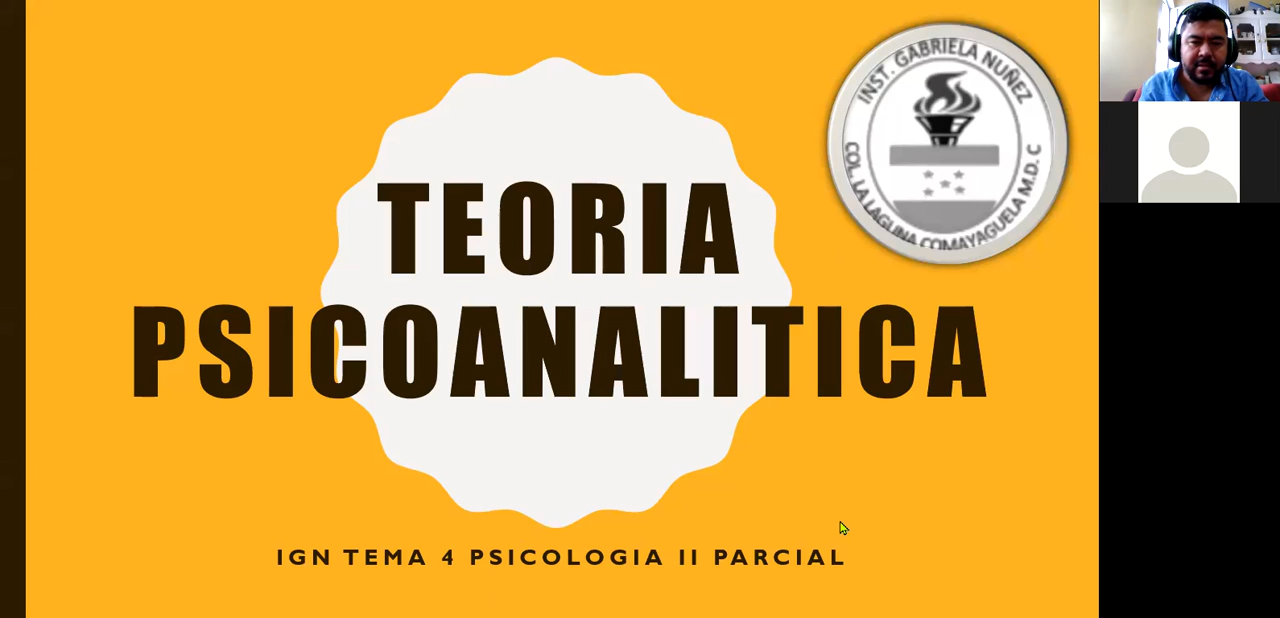 TEORIA
PSICOANALITICA
IGN TEMA 4 PSICOLOGIA II PARCIAL
INST. GABRIELA NUÑEZ
COL. LA LAGUNA COMAYAGUELA M.D.C